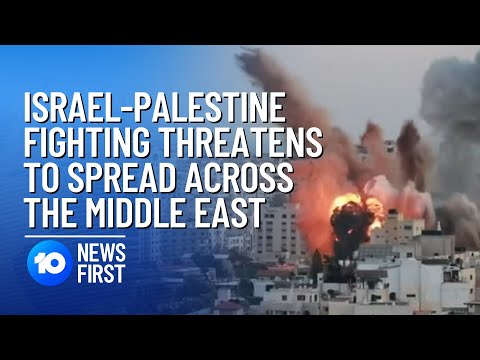 ISRAEL-PALESTINE
FIGHTING THREATENS
TO SPREAD ACROSS
THE MIDDLE EAST
10 NEWS
FIRST